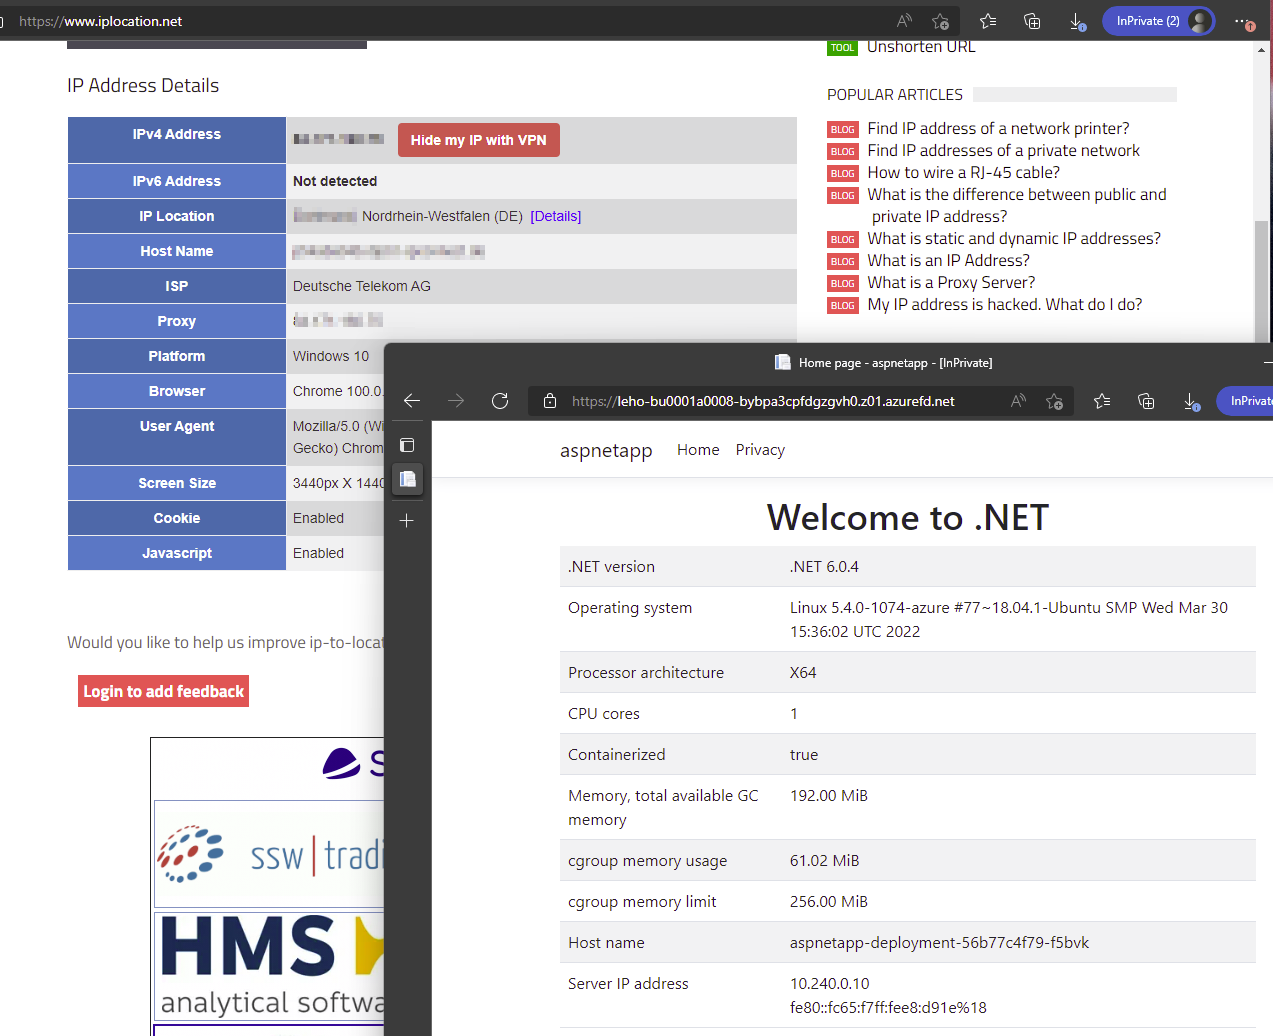 https://www.iplocation.net
InPrivate (2)
TOOL Unshorten URL
IP Address Details
IPv4 Address Hide my IP with VPN
IPv6 Address Not detected
IP Location Nordrhein-Westfalen (DE) [Details]
Host Name
ISP Deutsche Telekom AG
Proxy
Platform Windows 10
Browser Chrome 100.0.
User Agent Mozilla/5.0 (Wi
Gecko) Chrom
Screen Size 3440px X 1440
Cookie Enabled
Javascript Enabled
Would you like to help us improve ip-to-locat
Login to add feedback
S
ssw|tradi
HMS
analytical softwa
POPULAR ARTICLES
BLOG Find IP address of a network printer?
BLOG Find IP addresses of a private network
BLOG How to wire a RJ-45 cable?
BLOG What is the difference between public and
private IP address?
BLOG What is static and dynamic IP addresses?
BLOG What is an IP Address?
BLOG What is a Proxy Server?
BLOG My IP address is hacked. What do I do?
Home page - aspnetapp - [InPrivate]
https://leho-bu0001a0008-bybpa3cpfdgzgvh0.z01.azurefd.net
InPrivate
aspnetapp Home Privacy
Welcome to .NET
.NET version .NET 6.0.4
Operating system Linux 5.4.0-1074-azure #77~18.04.1-Ubuntu SMP Wed Mar 30
15:36:02 UTC 2022
Processor architecture X64
CPU cores 1
Containerized true
Memory, total available GC 192.00 MiB
memory
cgroup memory usage 61.02 MiB
cgroup memory limit 256.00 MiB
Host name aspnetapp-deployment-56b77c4f79-f5bvk
Server IP address 10.240.0.10
fe80::fc65:f7ff:fee8:d91e%18